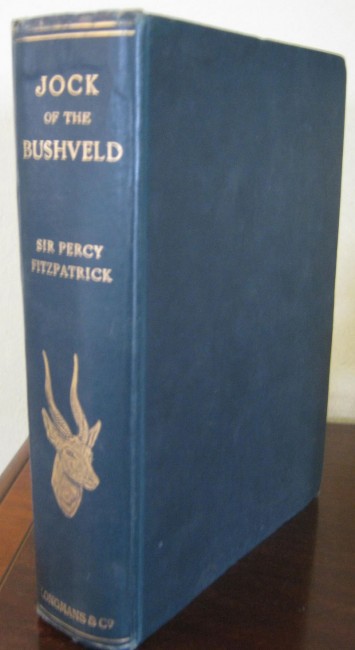 JOCK
OF THE
BUSHVELD
SIR PERCY
FITZPATRICK
LONGMANS & Cº